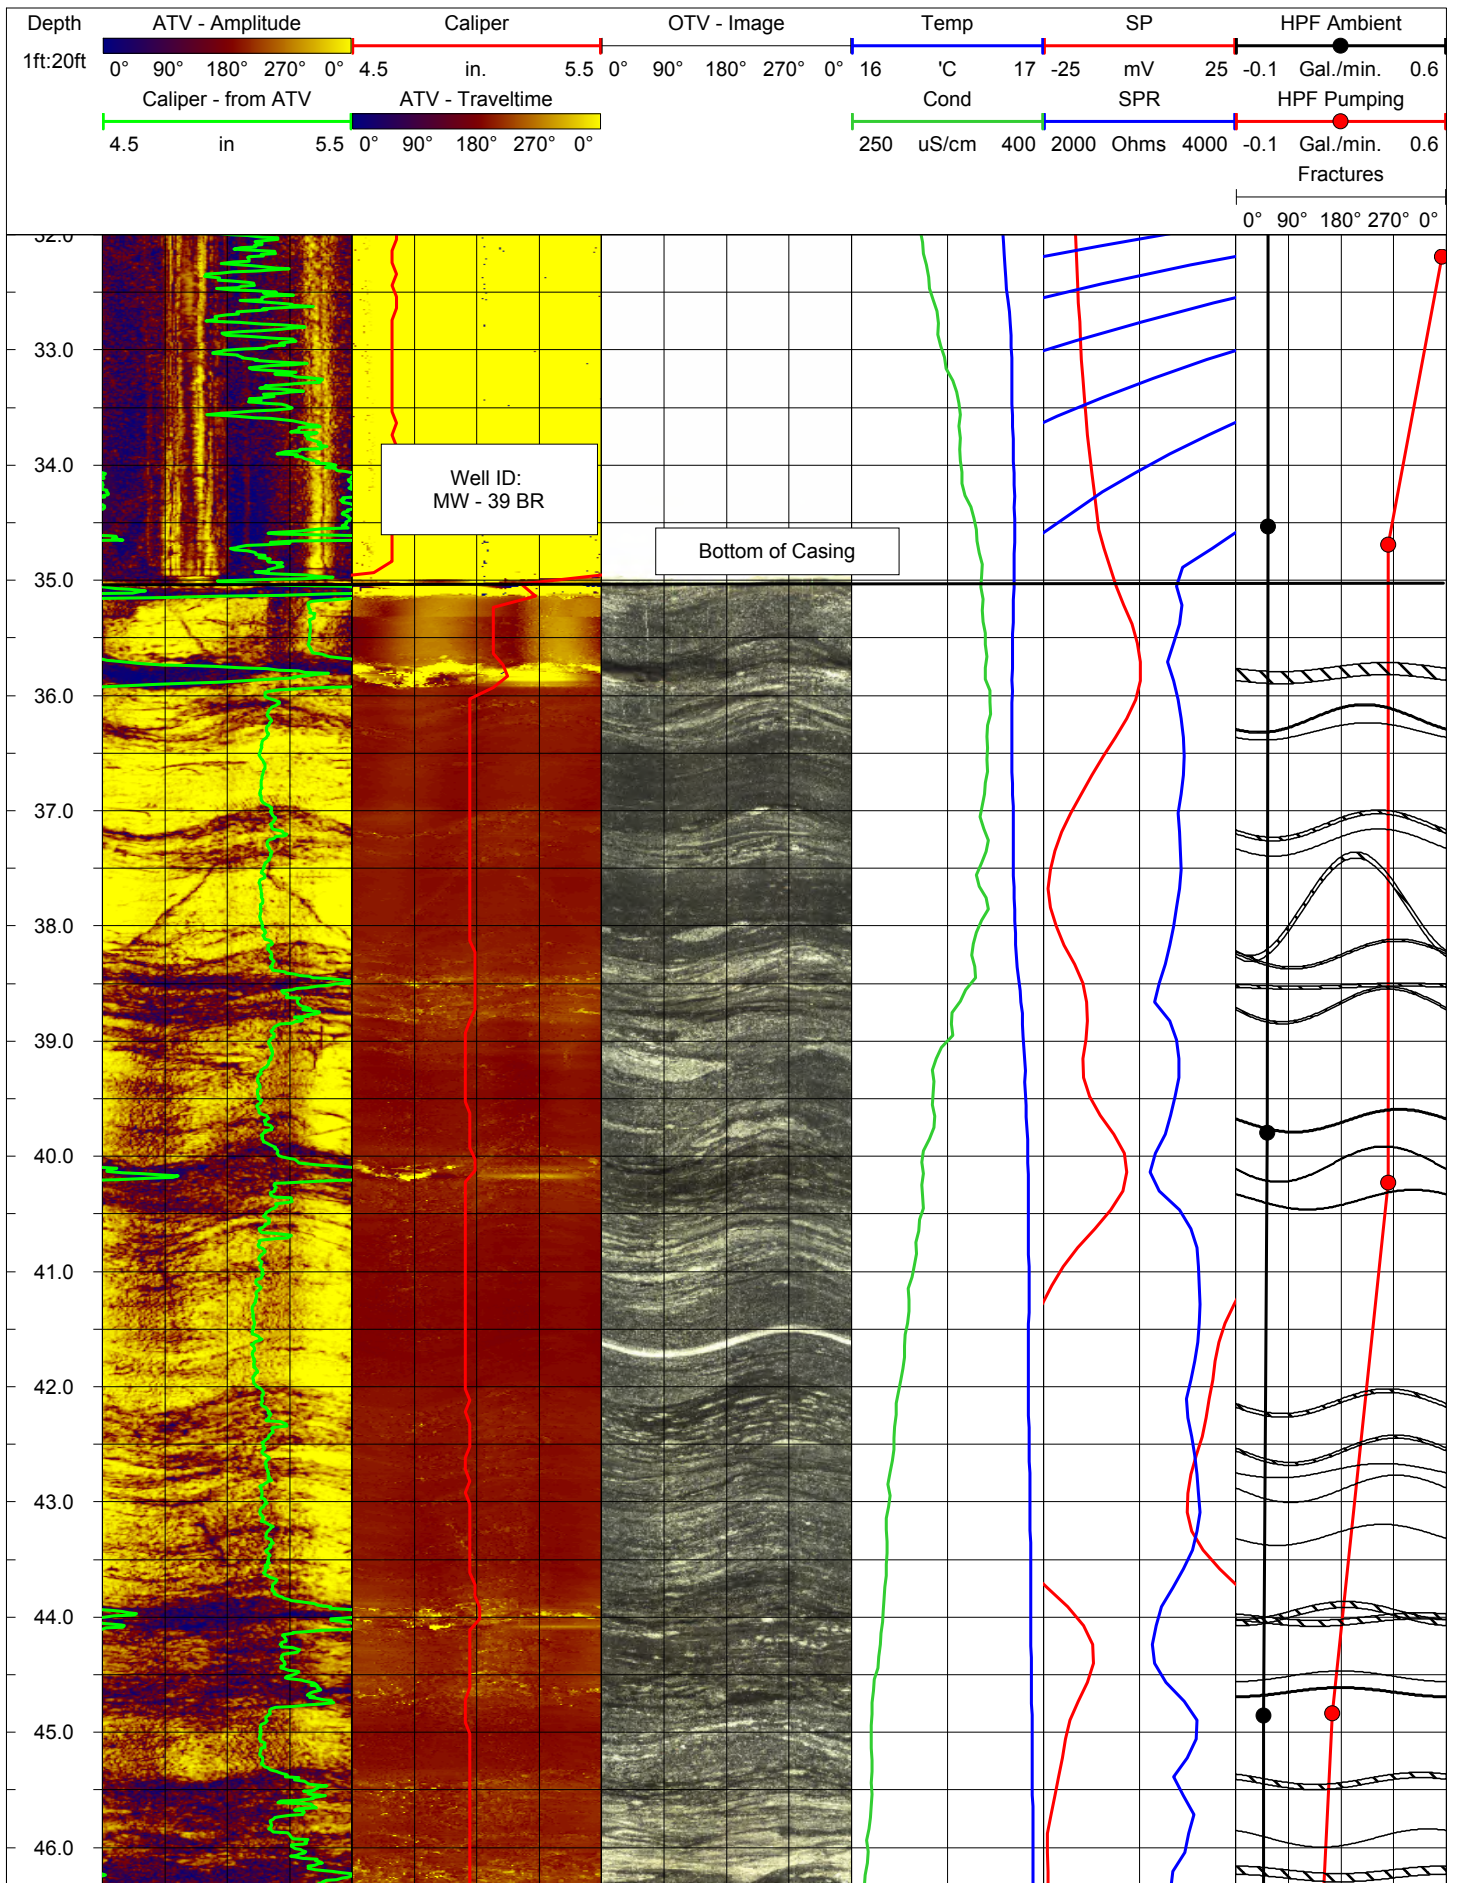 Depth
1ft:20ft
ATV - Amplitude
0° 90° 180° 270° 0°
Caliper - from ATV
4.5 in 5.5
Caliper
4.5 in. 5.5
ATV - Traveltime
0° 90° 180° 270° 0°
OTV - Image
0° 90° 180° 270° 0°
Temp
16 'C 17
Cond
250 uS/cm 400
SP
-25 mV 25
SPR
2000 Ohms 4000
HPF Ambient
-0.1 Gal./min. 0.6
HPF Pumping
-0.1 Gal./min. 0.6
Fractures
0° 90° 180° 270° 0°
32.0
33.0
34.0
Well ID:
MW - 39 BR
Bottom of Casing
35.0
36.0
37.0
38.0
39.0
40.0
41.0
42.0
43.0
44.0
45.0
46.0